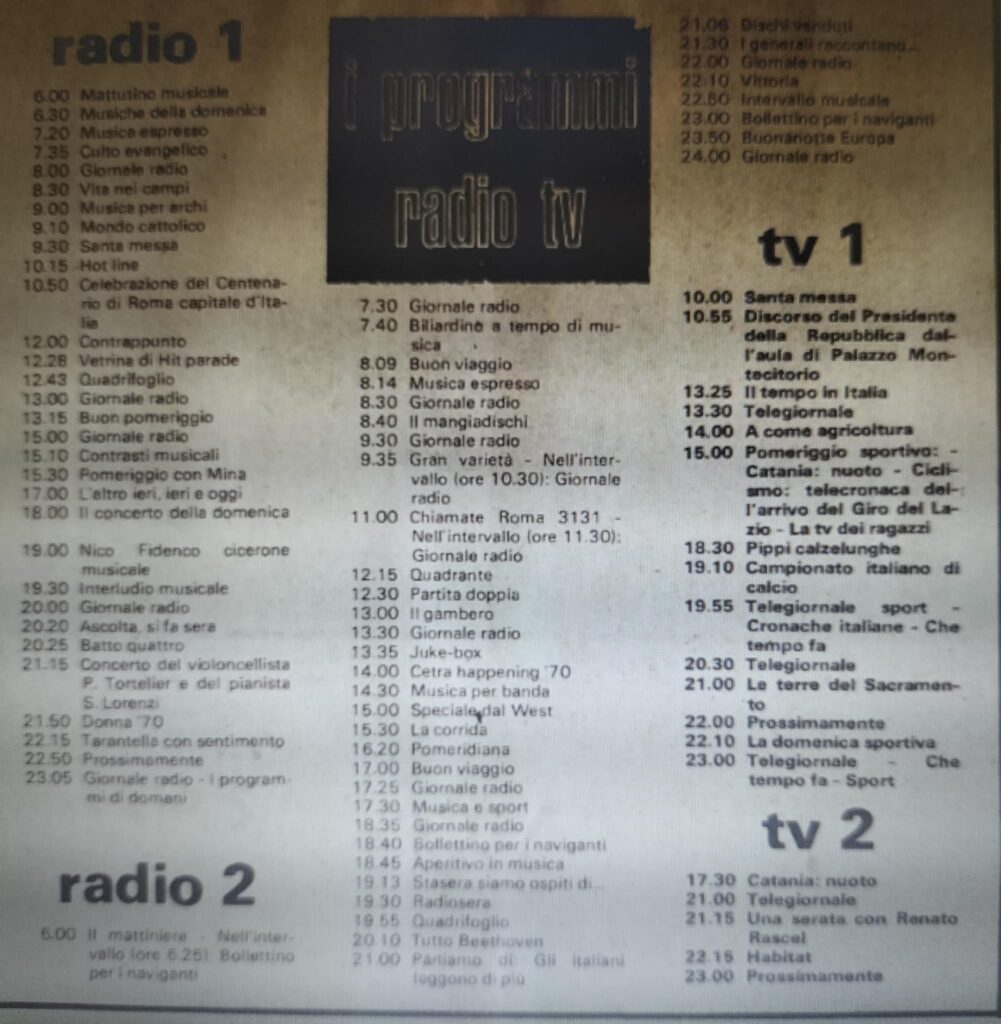 radio 1
6.00 Mattutino musicale
6.30 Musiche della domenica
7.20 Musica espresso
7.35 Culto evangelico
8.00 Giornale radio
8.30 Vita nei campi
9.00 Musica per archi
9.10 Mondo cattolico
9.30 Santa messa
10.15 Hot line
10.50 Celebrazione del Centena-
rio di Roma capitale d'Ita-
lia
12.00 Contrappunto
12.28 Vetrina di Hit parade
12.43 Quadrifoglio
13.00 Giornale radio
13.15 Buon pomeriggio
15.00 Giornale radio
15.10 Contrasti musicali
15.30 Pomeriggio con Mina
17.00 L'altro ieri, ieri e oggi
18.00 Il concerto della domenica
19.00 Nico Fidenco cicerone
musicale
19.30 Interludio musicale
20.00 Giornale radio
20.20 Ascolta, si fa sera
20.25 Batto quattro
21.15 Concerto del violoncellista
P. Tortelier e del pianista
S. Lorenzi
21.50 Donna '70
22.15 Tarantella con sentimento
22.50 Prossimamente
23.05 Giornale radio - I program-
mi di domani
radio 2
6.00 Il mattiniere - Nell'inter-
vallo (ore 6.25): Bollettino
per i naviganti
i programmi
radio tv
7.30 Giornale radio
7.40 Biliardino a tempo di mu-
sica
8.09 Buon viaggio
8.14 Musica espresso
8.30 Giornale radio
8.40 Il mangiadischi
9.30 Giornale radio
9.35 Gran varietà - Nell'inter-
vallo (ore 10.30): Giornale
radio
11.00 Chiamate Roma 3131 -
Nell'intervallo (ore 11.30):
Giornale radio
12.15 Quadrante
12.30 Partita doppia
13.00 Il gambero
13.30 Giornale radio
13.35 Juke-box
14.00 Cetra happening '70
14.30 Musica per banda
15.00 Speciale dal West
15.30 La corrida
16.20 Pomeridiana
17.00 Buon viaggio
17.25 Giornale radio
17.30 Musica e sport
18.35 Giornale radio
18.40 Bollettino per i naviganti
18.45 Aperitivo in musica
19.13 Stasera siamo ospiti di...
19.30 Radiosera
19.55 Quadrifoglio
20.10 Tutto Beethoven
21.00 Parliamo di: Gli italiani
leggono di più
21.06 Dischi venduti
21.30 I generali raccontano...
22.00 Giornale radio
22.10 Vittoria
22.50 Intervallo musicale
23.00 Bollettino per i naviganti
23.50 Buonanotte Europa
24.00 Giornale radio
tv 1
10.00 Santa messa
10.55 Discorso del Presidente
della Repubblica dal-
l'aula di Palazzo Mon-
tecitorio
13.25 Il tempo in Italia
13.30 Telegiornale
14.00 A come agricoltura
15.00 Pomeriggio sportivo: -
Catania: nuoto - Cicli-
smo: telecronaca del-
l'arrivo del Giro del La-
zio - La tv dei ragazzi
18.30 Pippi calzelunghe
19.10 Campionato italiano di
calcio
19.55 Telegiornale sport -
Cronache italiane - Che
tempo fa
20.30 Telegiornale
21.00 Le terre del Sacramen-
to
22.00 Prossimamente
22.10 La domenica sportiva
23.00 Telegiornale - Che
tempo fa - Sport
tv 2
17.30 Catania: nuoto
21.00 Telegiornale
21.15 Una serata con Renato
Rascel
22.15 Habitat
23.00 Prossimamente